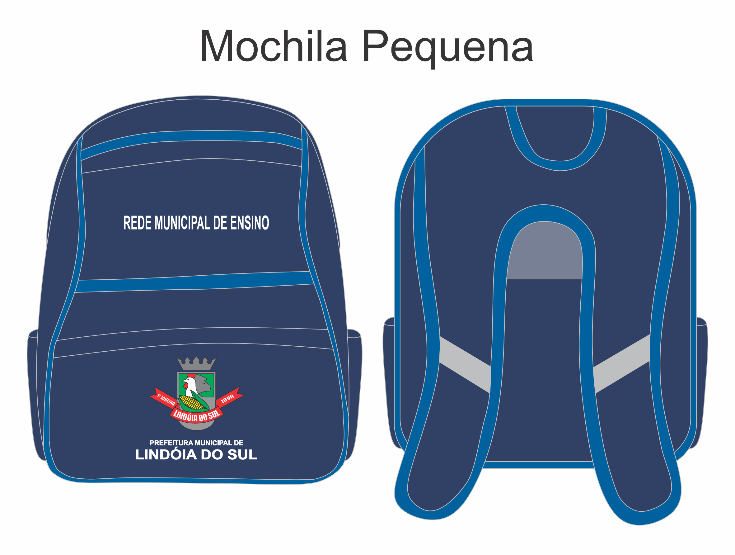 Mochila Pequena
REDE MUNICIPAL DE ENSINO
LINDÓIA DO SUL
PREFEITURA MUNICIPAL DE
LINDÓIA DO SUL